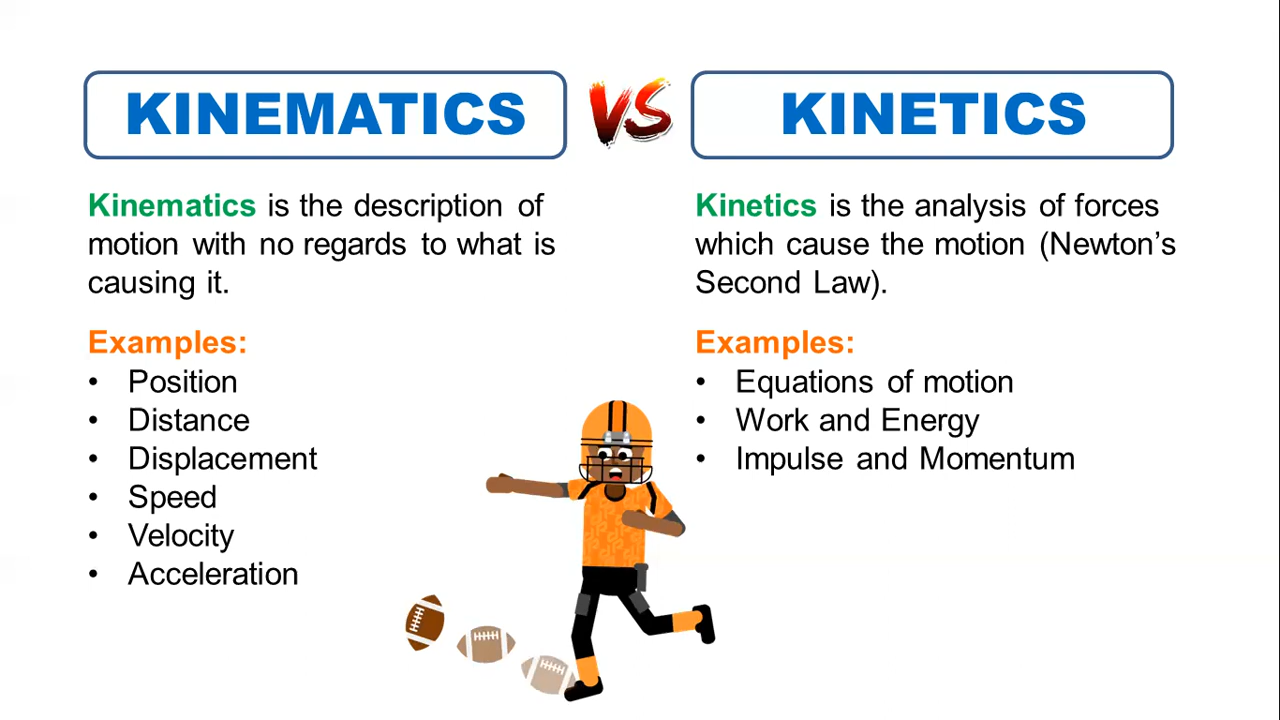 KINEMATICS
VS
KINETICS
Kinematics is the description of
motion with no regards to what is
causing it.
Examples:
• Position
• Distance
• Displacement
• Speed
• Velocity
• Acceleration
Kinetics is the analysis of forces
which cause the motion (Newton’s
Second Law).
Examples:
• Equations of motion
• Work and Energy
• Impulse and Momentum